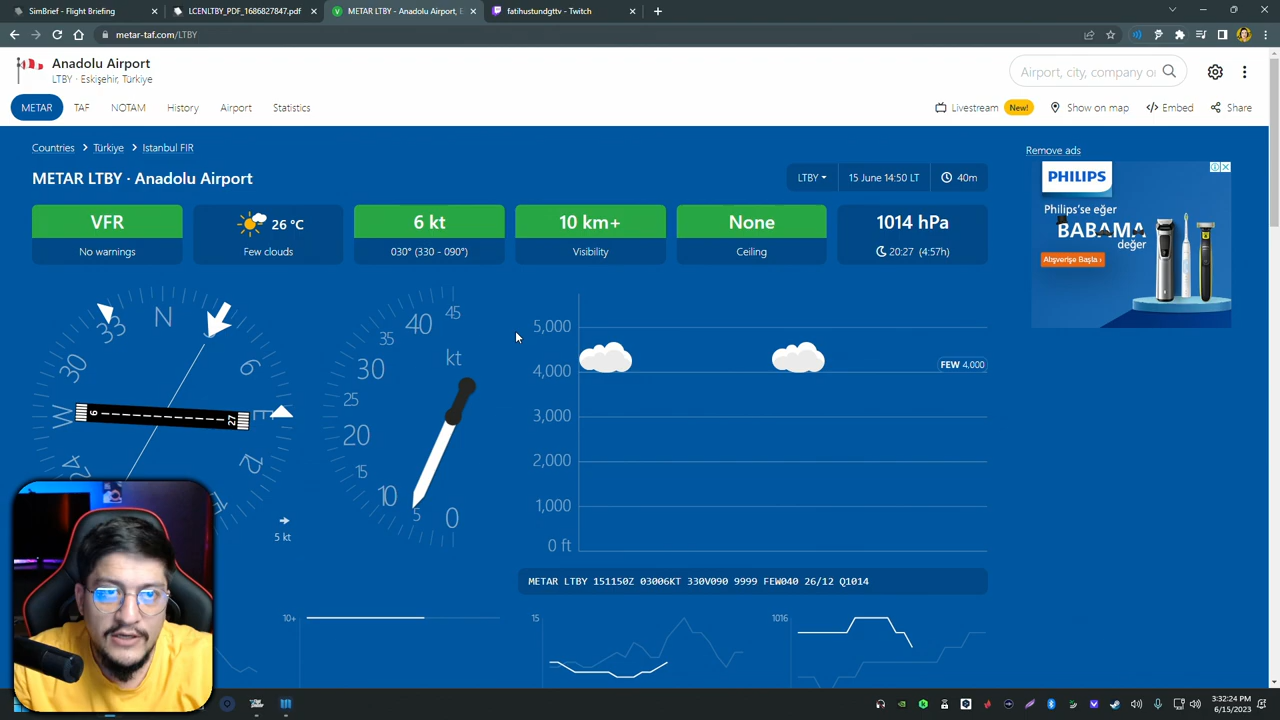 SimBrief - Flight Briefing
LCENLTBY_PDF_1686827847.pdf
METAR LTBY - Anadolu Airport, E
fatihustundgttv - Twitch
metar-taf.com/LTBY
Anadolu Airport
LTBY · Eskişehir, Türkiye
Airport, city, company or
METAR
TAF
NOTAM
History
Airport
Statistics
Livestream
New!
Show on map
</> Embed
Share
Countries > Türkiye > Istanbul FIR
Remove ads
METAR LTBY · Anadolu Airport
LTBY
15 June 14:50 LT
40m
VFR
No warnings
26 °C
Few clouds
6 kt
030° (330 - 090°)
10 km+
Visibility
None
Ceiling
1014 hPa
20:27 (4:57h)
PHILIPS
Philips'se eğer
BABAMA
değer
Alışverişe Başla ›
N
33
30
W
24
6
E
12
9
27
5 kt
45
40
35
kt
30
25
20
15
10
5
0
5,000
4,000
3,000
2,000
1,000
0 ft
FEW 4,000
METAR LTBY 151150Z 03006KT 330V090 9999 FEW040 26/12 Q1014
10+
15
1016
3:32:24 PM
6/15/2023